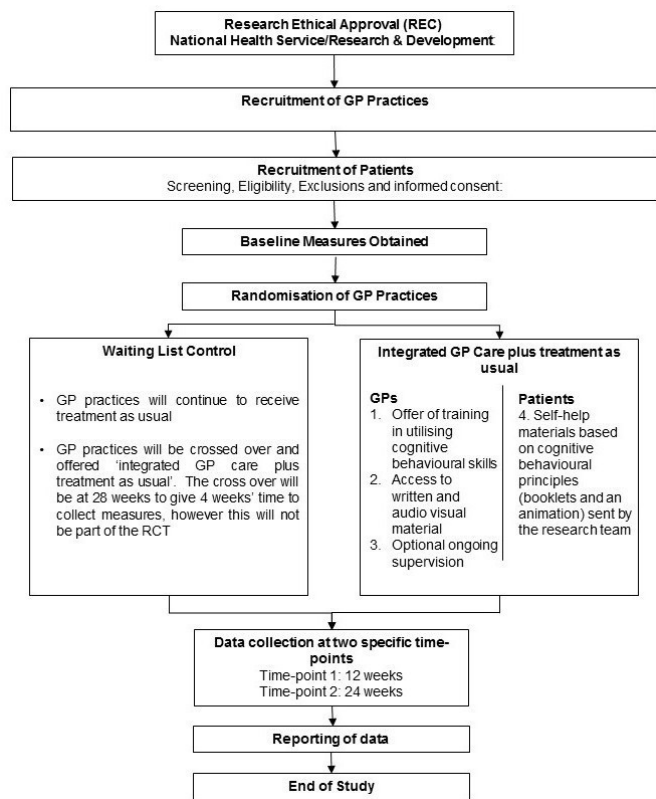 Research Ethical Approval (REC)
National Health Service/Research & Development
Recruitment of GP Practices
Recruitment of Patients
Screening, Eligibility, Exclusions and informed consent:
Baseline Measures Obtained
Randomisation of GP Practices
Waiting List Control
• GP practices will continue to receive
treatment as usual
• GP practices will be crossed over and
offered ‘integrated GP care plus
treatment as usual’. The cross over will
be at 28 weeks to give 4 weeks’ time to
collect measures, however this will not
be part of the RCT
Integrated GP Care plus treatment as
usual
GPs
1. Offer of training
in utilising
cognitive
behavioural skills
2. Access to
written and
audio visual
material
3. Optional ongoing
supervision
Patients
4. Self-help
materials based
on cognitive
behavioural
principles
(booklets and an
animation) sent by
the research team
Data collection at two specific time-
points
Time-point 1: 12 weeks
Time-point 2: 24 weeks
Reporting of data
End of Study